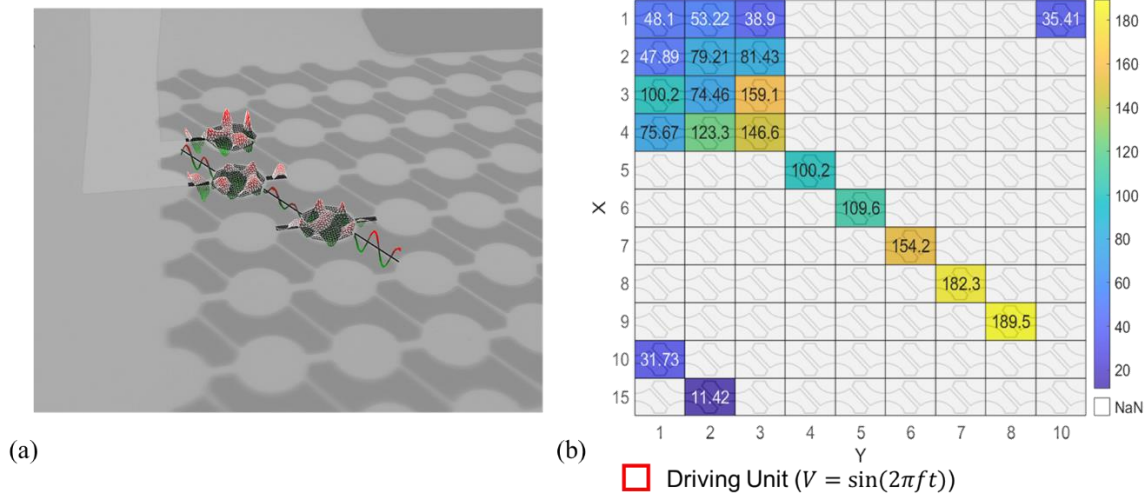 1 48.1 53.22 38.9 35.41 180
2 47.89 79.21 81.43 160
3 100.2 74.46 159.1 140
4 75.67 123.3 146.6 120
5 100.2 100
X 6 109.6 80
7 154.2 60
8 182.3 40
9 189.5 20
10 31.73
15 11.42 NaN
1 2 3 4 5 6 7 8 10
(a) (b) Y
Driving Unit (V = sin(2πft))